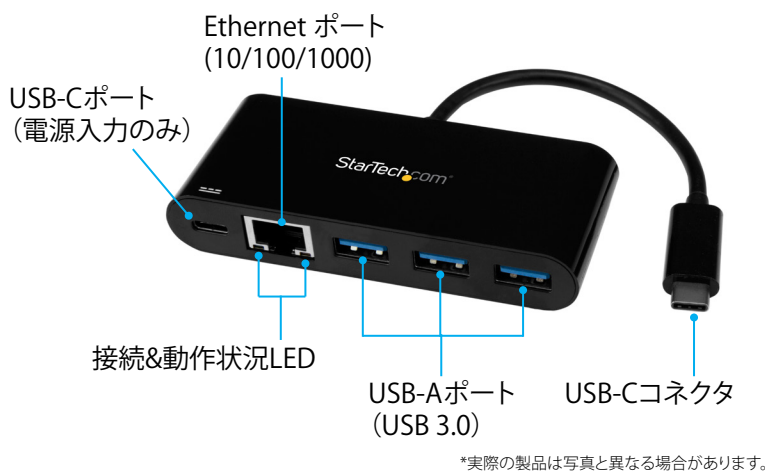 Ethernet ポート
(10/100/1000)
USB-Cポート
（電源入力のみ）
StarTech.com
接続&動作状況LED
USB-Aポート
（USB 3.0）
USB-Cコネクタ
*実際の製品は写真と異なる場合があります。